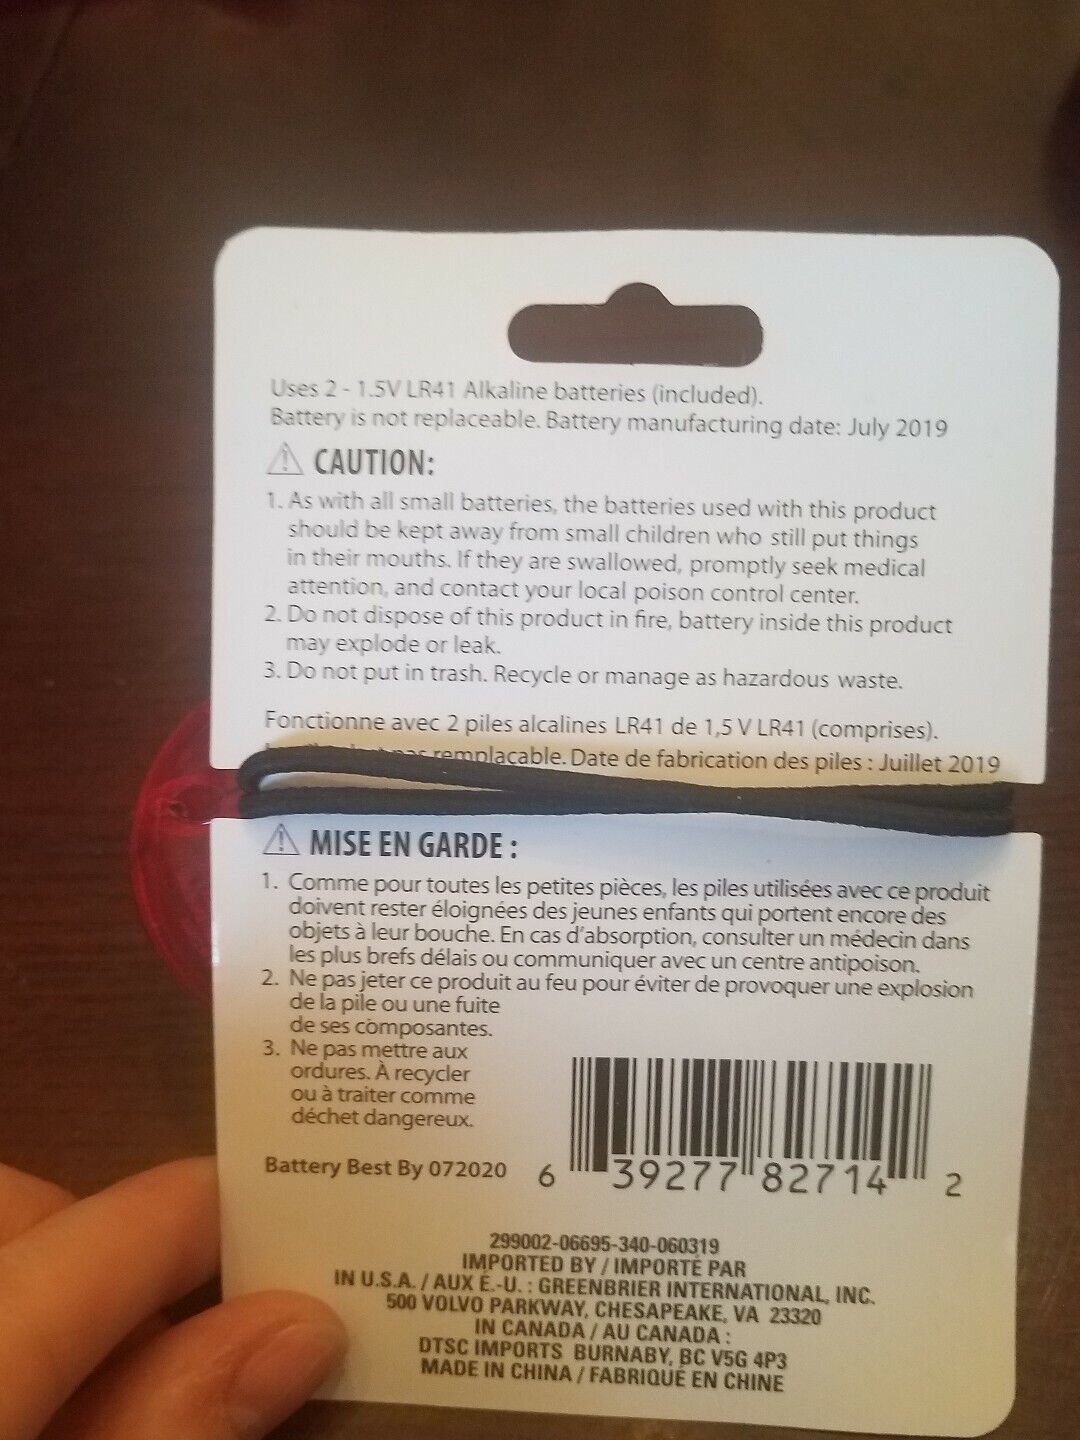 Uses 2 - 1.5V LR41 Alkaline batteries (included).
Battery is not replaceable. Battery manufacturing date: July 2019
CAUTION:
1. As with all small batteries, the batteries used with this product
should be kept away from small children who still put things
in their mouths. If they are swallowed, promptly seek medical
attention, and contact your local poison control center.
2. Do not dispose of this product in fire, battery inside this product
may explode or leak.
3. Do not put in trash. Recycle or manage as hazardous waste.
Fonctionne avec 2 piles alcalines LR41 de 1,5 V LR41 (comprises).
pas remplaçable. Date de fabrication des piles : Juillet 2019
MISE EN GARDE :
1. Comme pour toutes les petites pièces, les piles utilisées avec ce produit
doivent rester éloignées des jeunes enfants qui portent encore des
objets à leur bouche. En cas d'absorption, consulter un médecin dans
les plus brefs délais ou communiquer avec un centre antipoison.
2. Ne pas jeter ce produit au feu pour éviter de provoquer une explosion
de la pile ou une fuite
de ses composantes.
3. Ne pas mettre aux
ordures. À recycler
ou à traiter comme
déchet dangereux.
Battery Best By 072020
6 39277 82714 2
299002-06695-340-060319
IMPORTED BY / IMPORTÉ PAR
IN U.S.A. / AUX É.-U. : GREENBRIER INTERNATIONAL, INC.
500 VOLVO PARKWAY, CHESAPEAKE, VA 23320
IN CANADA / AU CANADA :
DTSC IMPORTS BURNABY, BC V5G 4P3
MADE IN CHINA / FABRIQUÉ EN CHINE